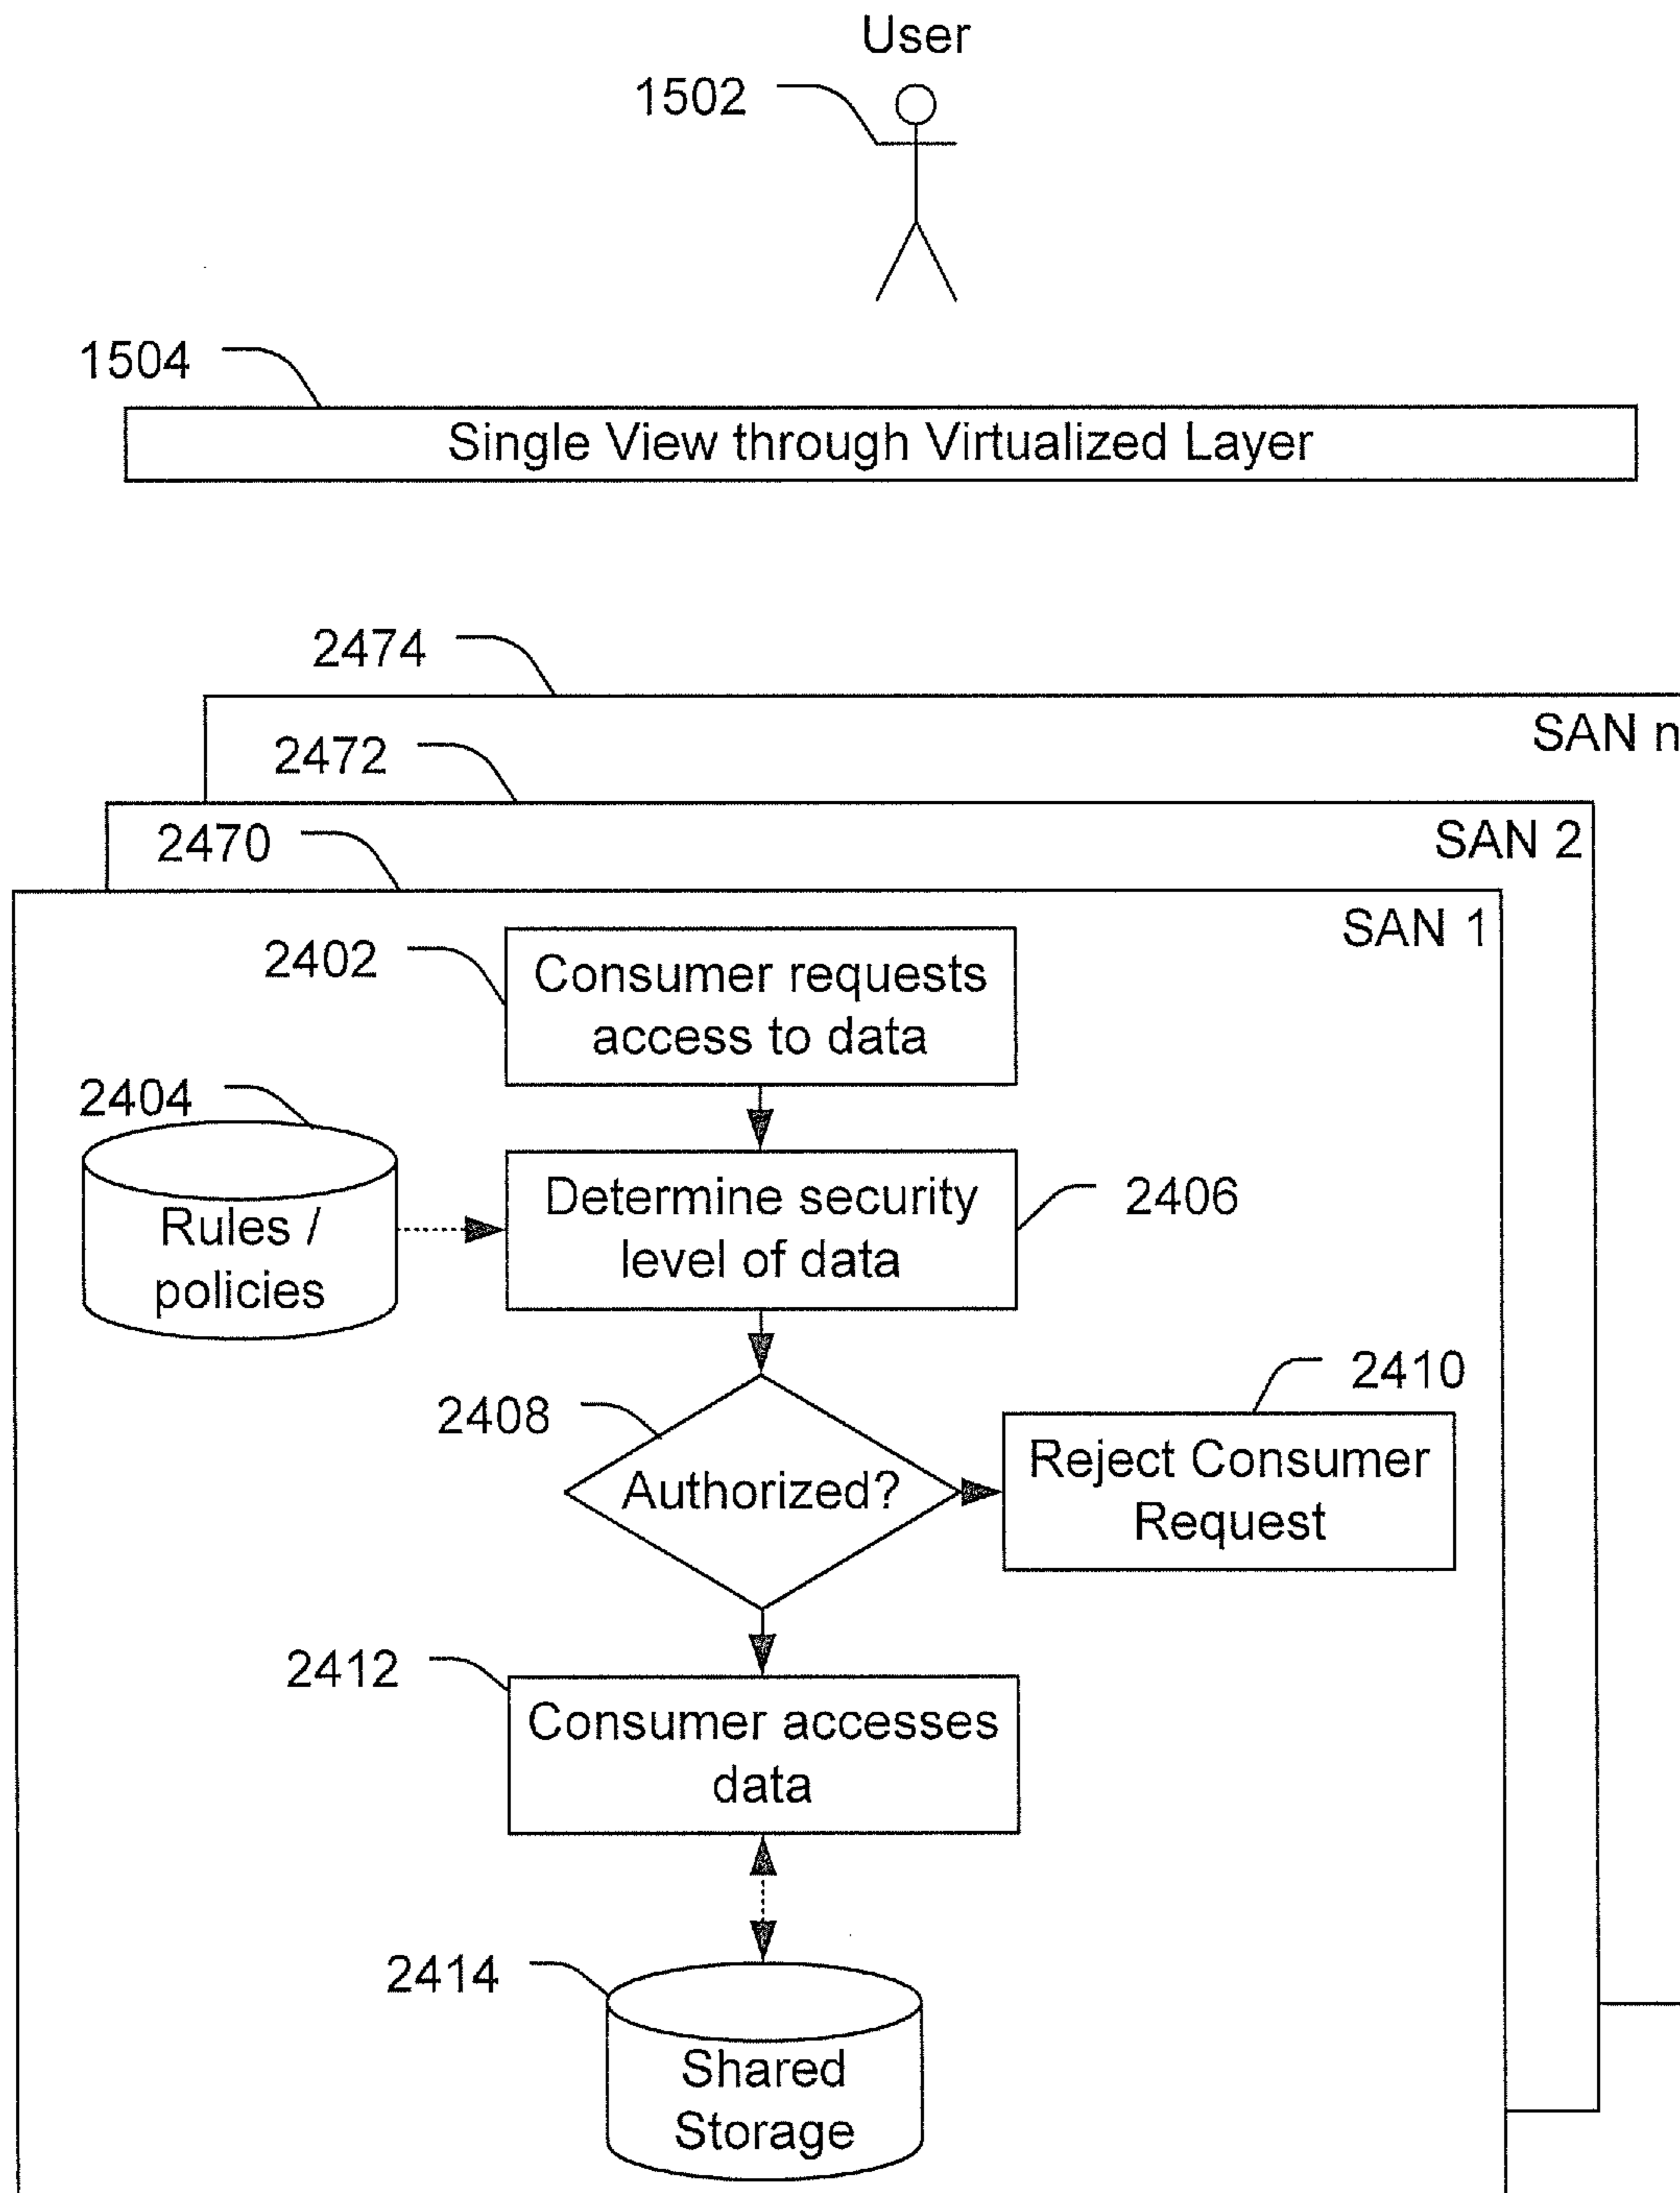 User
1502
1504
Single View through Virtualized Layer
2474
SAN n
2472
SAN 2
2470
SAN 1
2402
Consumer requests
access to data
2404
Rules /
policies
Determine security
level of data
2406
2408
Authorized?
2410
Reject Consumer
Request
2412
Consumer accesses
data
2414
Shared
Storage